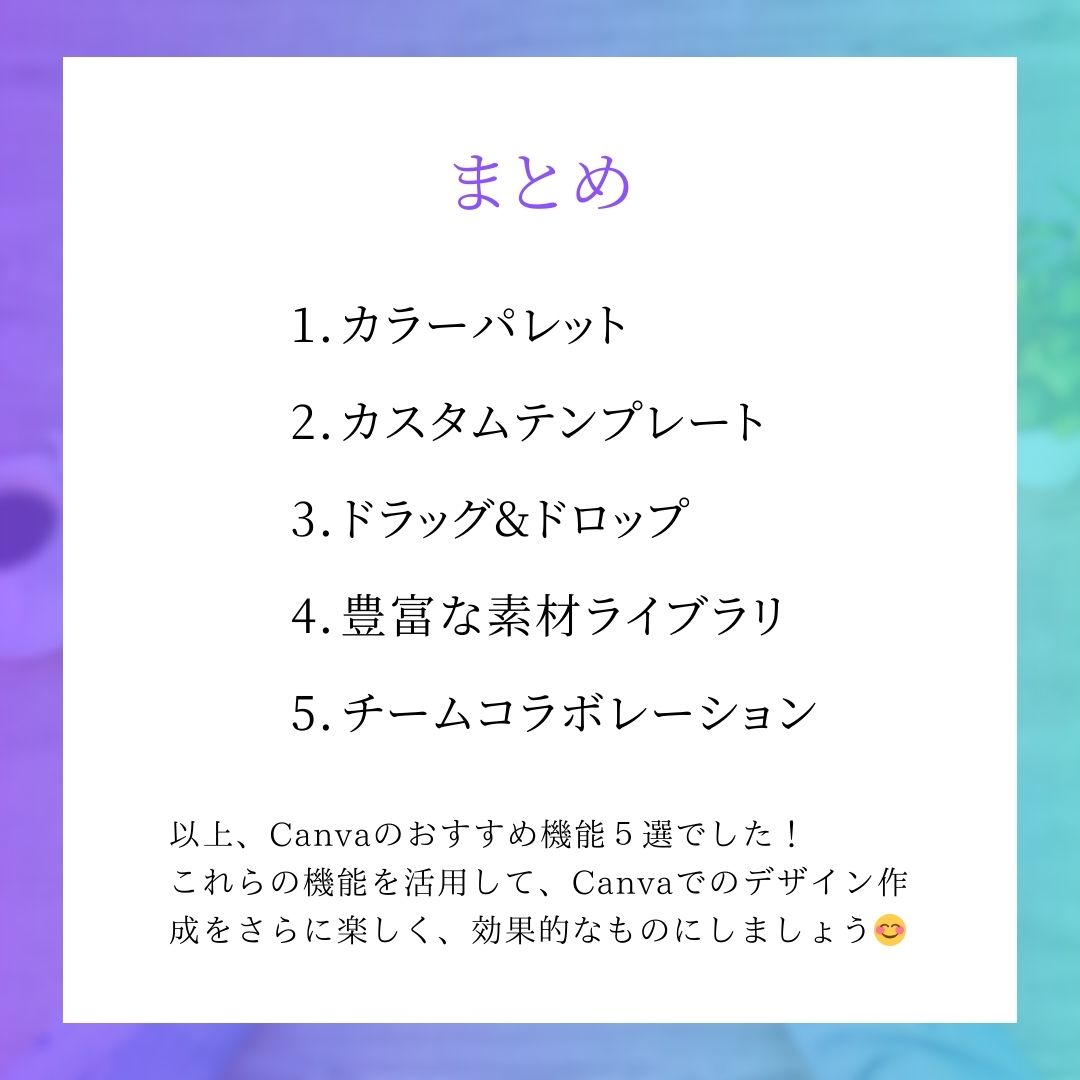 まとめ
1. カラーパレット
2. カスタムテンプレート
3. ドラッグ&ドロップ
4. 豊富な素材ライブラリ
5. チームコラボレーション
以上、Canvaのおすすめ機能５選でした！
これらの機能を活用して、Canvaでのデザイン作
成をさらに楽しく、効果的なものにしましょう😊